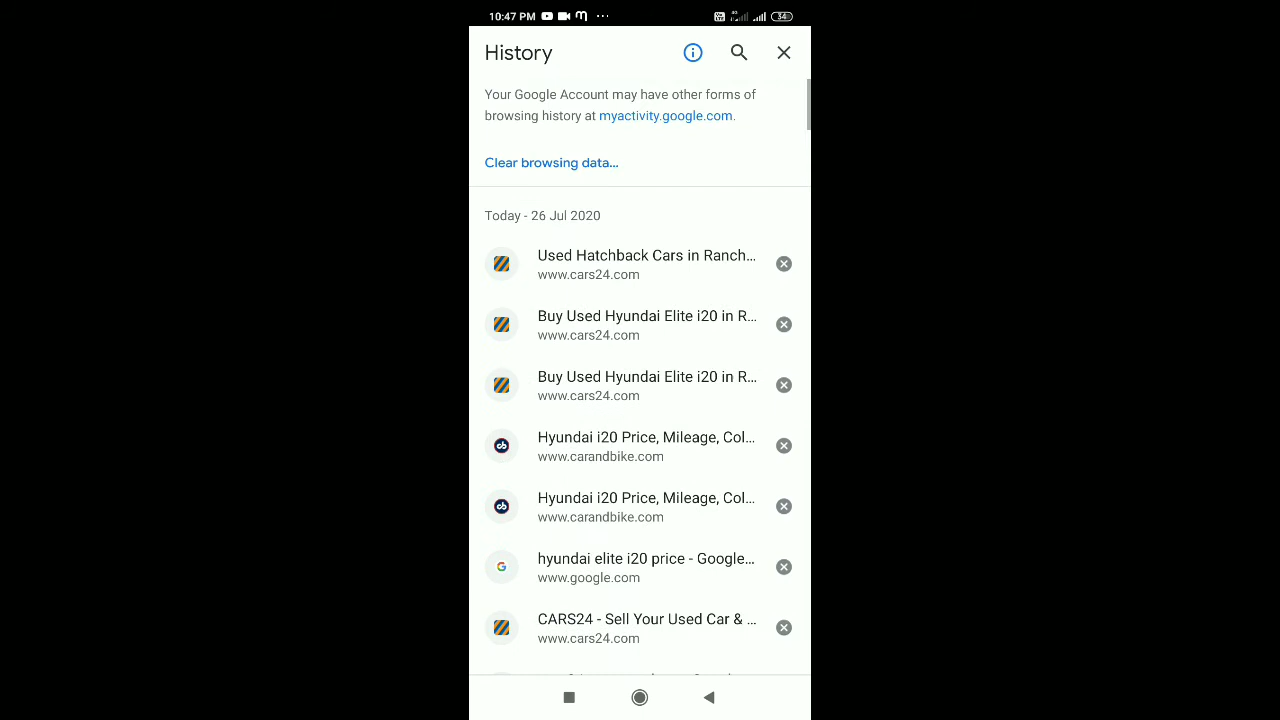 10:47 PM
34
History
Your Google Account may have other forms of
browsing history at myactivity.google.com.
Clear browsing data...
Today - 26 Jul 2020
Used Hatchback Cars in Ranch...
www.cars24.com
Buy Used Hyundai Elite i20 in R...
www.cars24.com
Buy Used Hyundai Elite i20 in R...
www.cars24.com
Hyundai i20 Price, Mileage, Col...
www.carandbike.com
Hyundai i20 Price, Mileage, Col...
www.carandbike.com
hyundai elite i20 price - Google...
www.google.com
CARS24 - Sell Your Used Car & ...
www.cars24.com